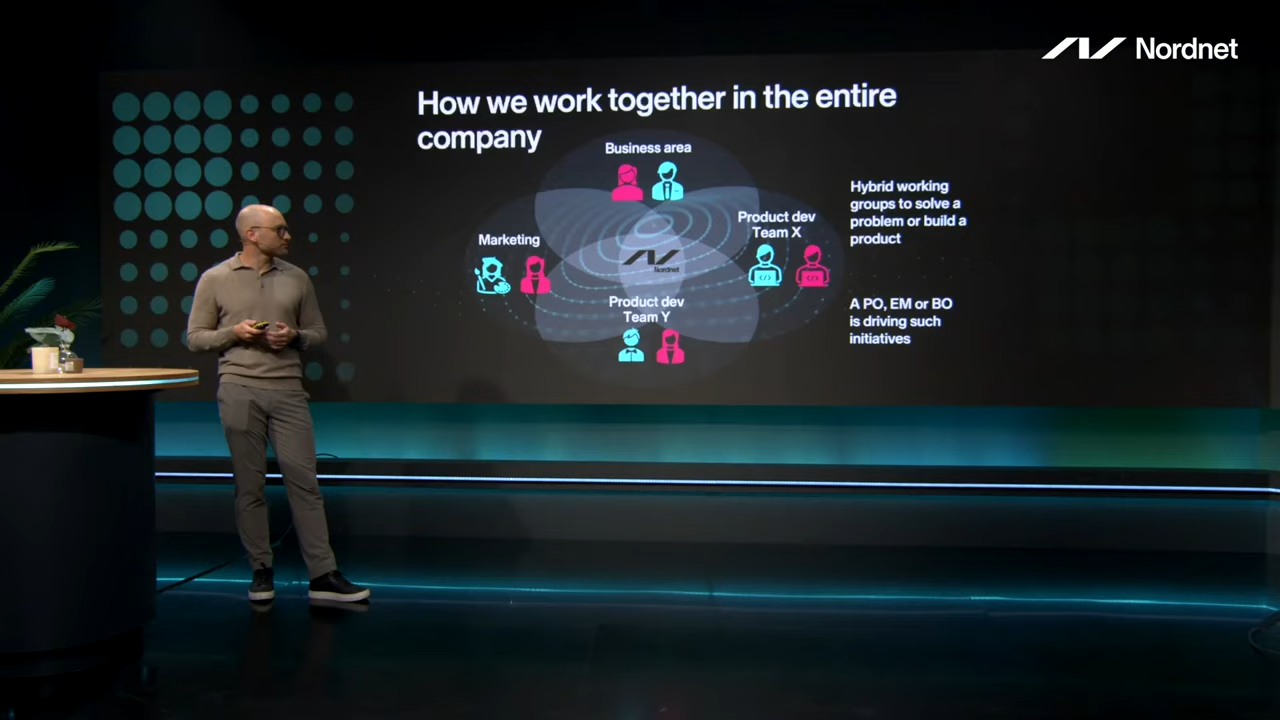 Nordnet
How we work together in the entire
company
Business area
Hybrid working
groups to solve a
problem or build a
product
Product dev
Team X
Marketing
</>
</>
Nordnet
Product dev
Team Y
A PO, EM or BO
is driving such
initiatives